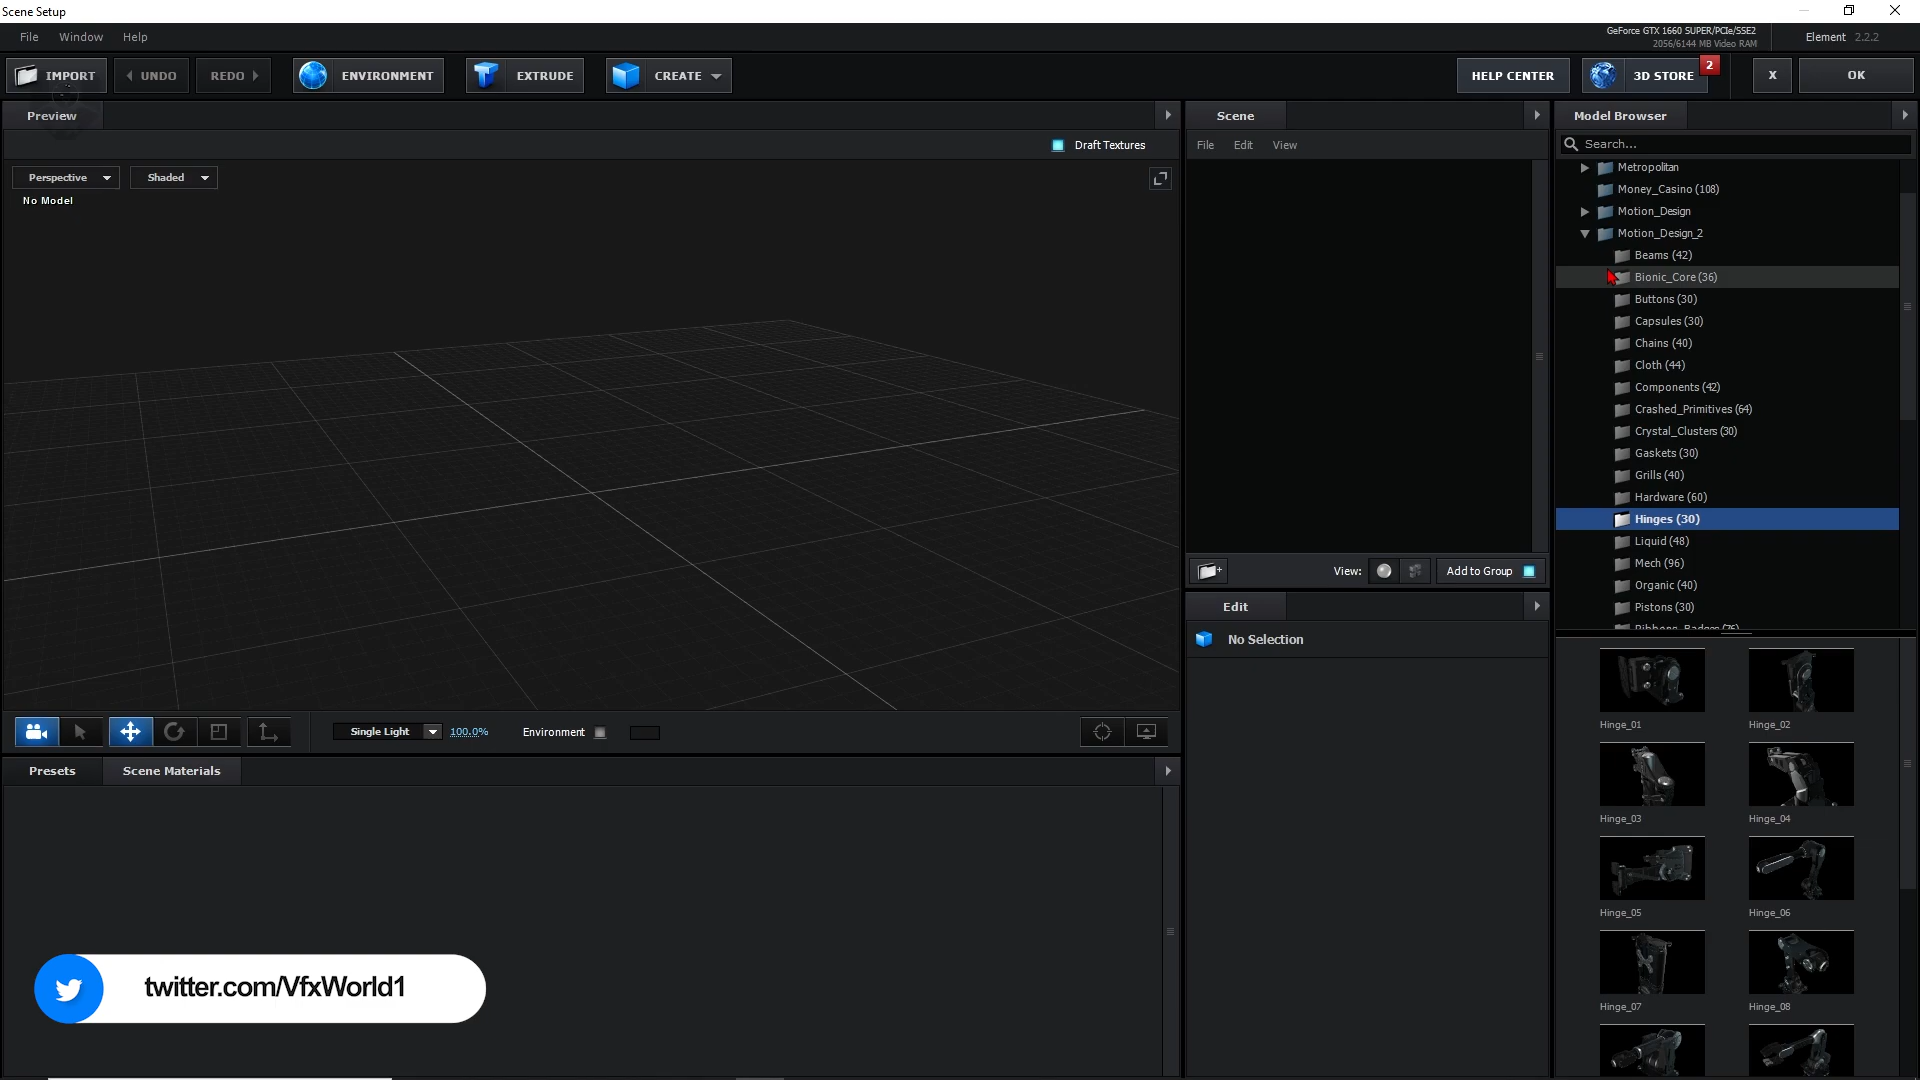 Scene Setup
File Window Help
GeForce GTX 1660 SUPER/PCIe/SSE2
2056/6144 MB Video RAM
Element 2.2.2
IMPORT UNDO REDO ENVIRONMENT EXTRUDE CREATE HELP CENTER 3D STORE 2 X OK
Preview
Draft Textures
Perspective Shaded
No Model
Single Light 100.0% Environment
Presets Scene Materials
twitter.com/VfxWorld1
Scene
File Edit View
View: Add to Group
Edit
No Selection
Model Browser
Search...
Metropolitan
Money_Casino (108)
Motion_Design
Motion_Design_2
Beams (42)
Bionic_Core (36)
Buttons (30)
Capsules (30)
Chains (40)
Cloth (44)
Components (42)
Crashed_Primitives (64)
Crystal_Clusters (30)
Gaskets (30)
Grills (40)
Hardware (60)
Hinges (30)
Liquid (48)
Mech (96)
Organic (40)
Pistons (30)
Ribbons_Badges (76)
Hinge_01 Hinge_02
Hinge_03 Hinge_04
Hinge_05 Hinge_06
Hinge_07 Hinge_08